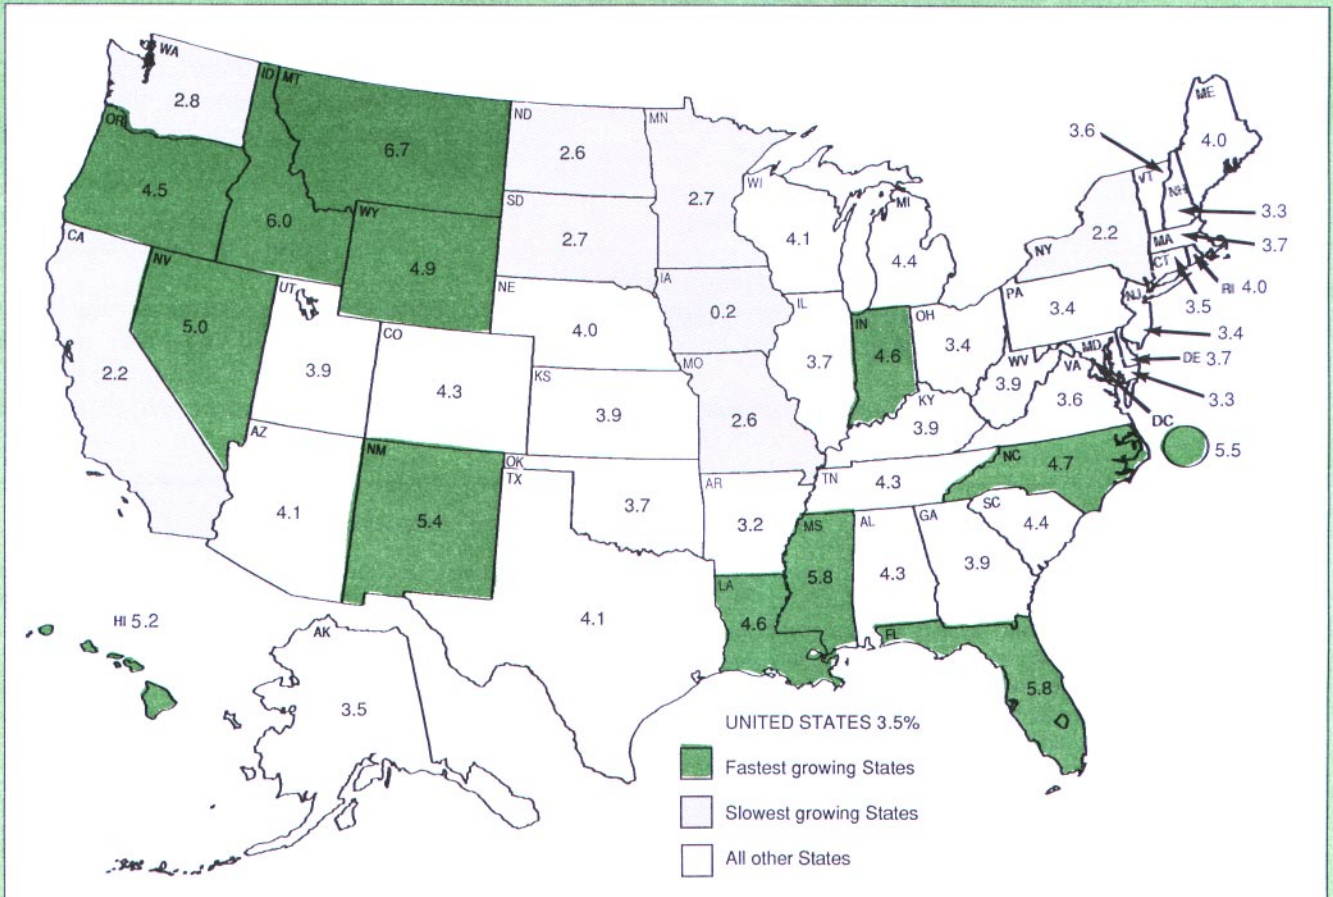 WA
2.8
ID
MT
6.7
OR
4.5
6.0
WY
4.9
ND
2.6
MN
2.7
SD
2.7
WI
4.1
MI
4.4
3.6
ME
4.0
VT
NH
3.3
NY
2.2
MA
3.7
CT
3.5
RI 4.0
CA
2.2
NV
5.0
UT
3.9
CO
4.3
NE
4.0
IA
0.2
IL
3.7
IN
4.6
OH
3.4
PA
3.4
NJ
3.4
MD
DE 3.7
3.3
WV
3.9
VA
3.6
DC
5.5
KS
3.9
MO
2.6
KY
3.9
AZ
4.1
NM
5.4
OK
TX
3.7
4.1
AR
3.2
TN
4.3
NC
4.7
SC
4.4
MS
5.8
AL
4.3
GA
3.9
LA
4.6
FL
5.8
HI 5.2
AK
3.5
UNITED STATES 3.5%
Fastest growing States
Slowest growing States
All other States